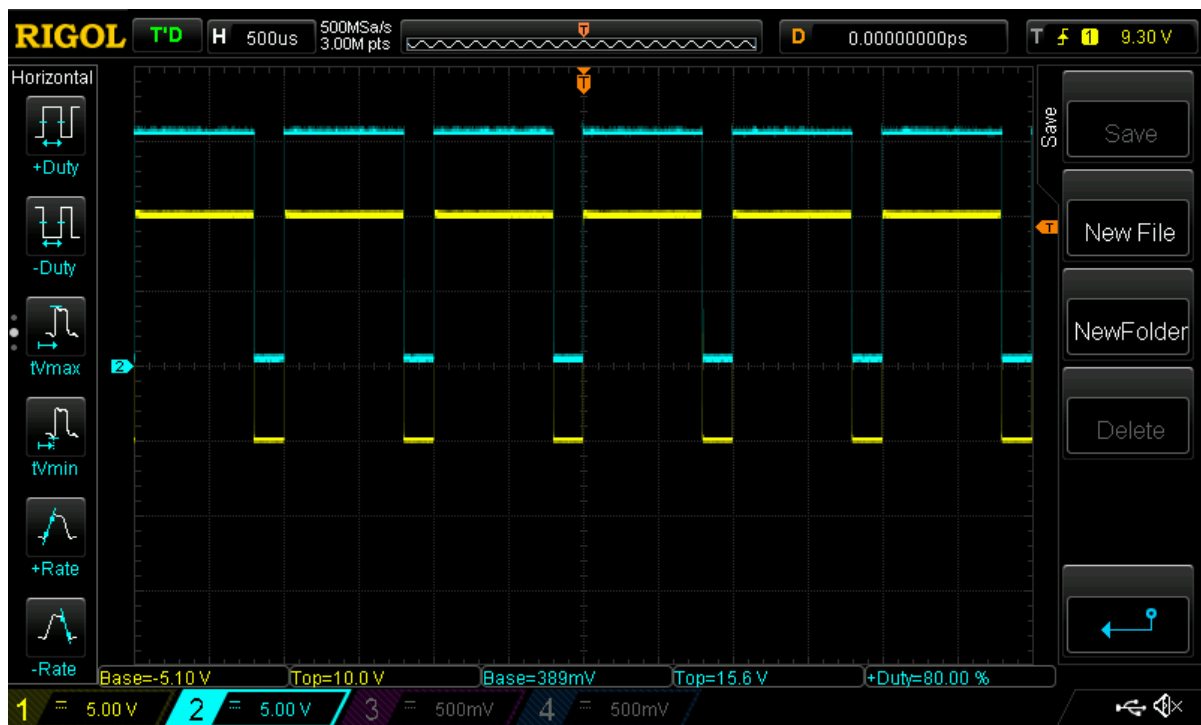 RIGOL T'D H 500us 500MSa/s 3.00M pts T D 0.00000000ps T 1 9.30 V
Horizontal
+Duty
-Duty
tVmax
tVmin
+Rate
-Rate
T
T
2
Save
Save
New File
NewFolder
Delete
Base=-5.10 V Top=10.0 V Base=389mV Top=15.6 V +Duty=80.00 %
1 5.00 V 2 5.00 V 3 500mV 4 500mV